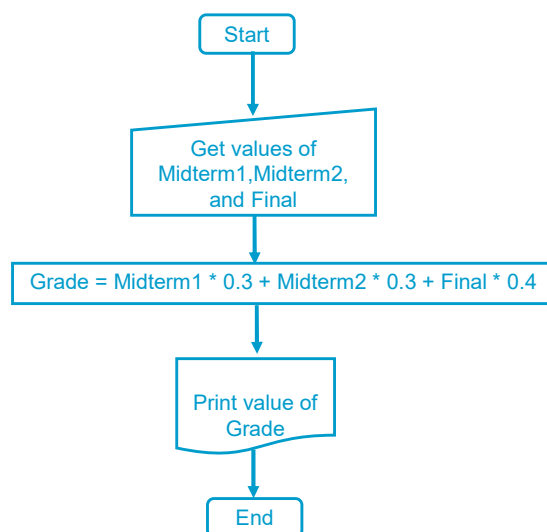 Start
Get values of
Midterm1,Midterm2,
and Final
Grade = Midterm1 * 0.3 + Midterm2 * 0.3 + Final * 0.4
Print value of
Grade
End